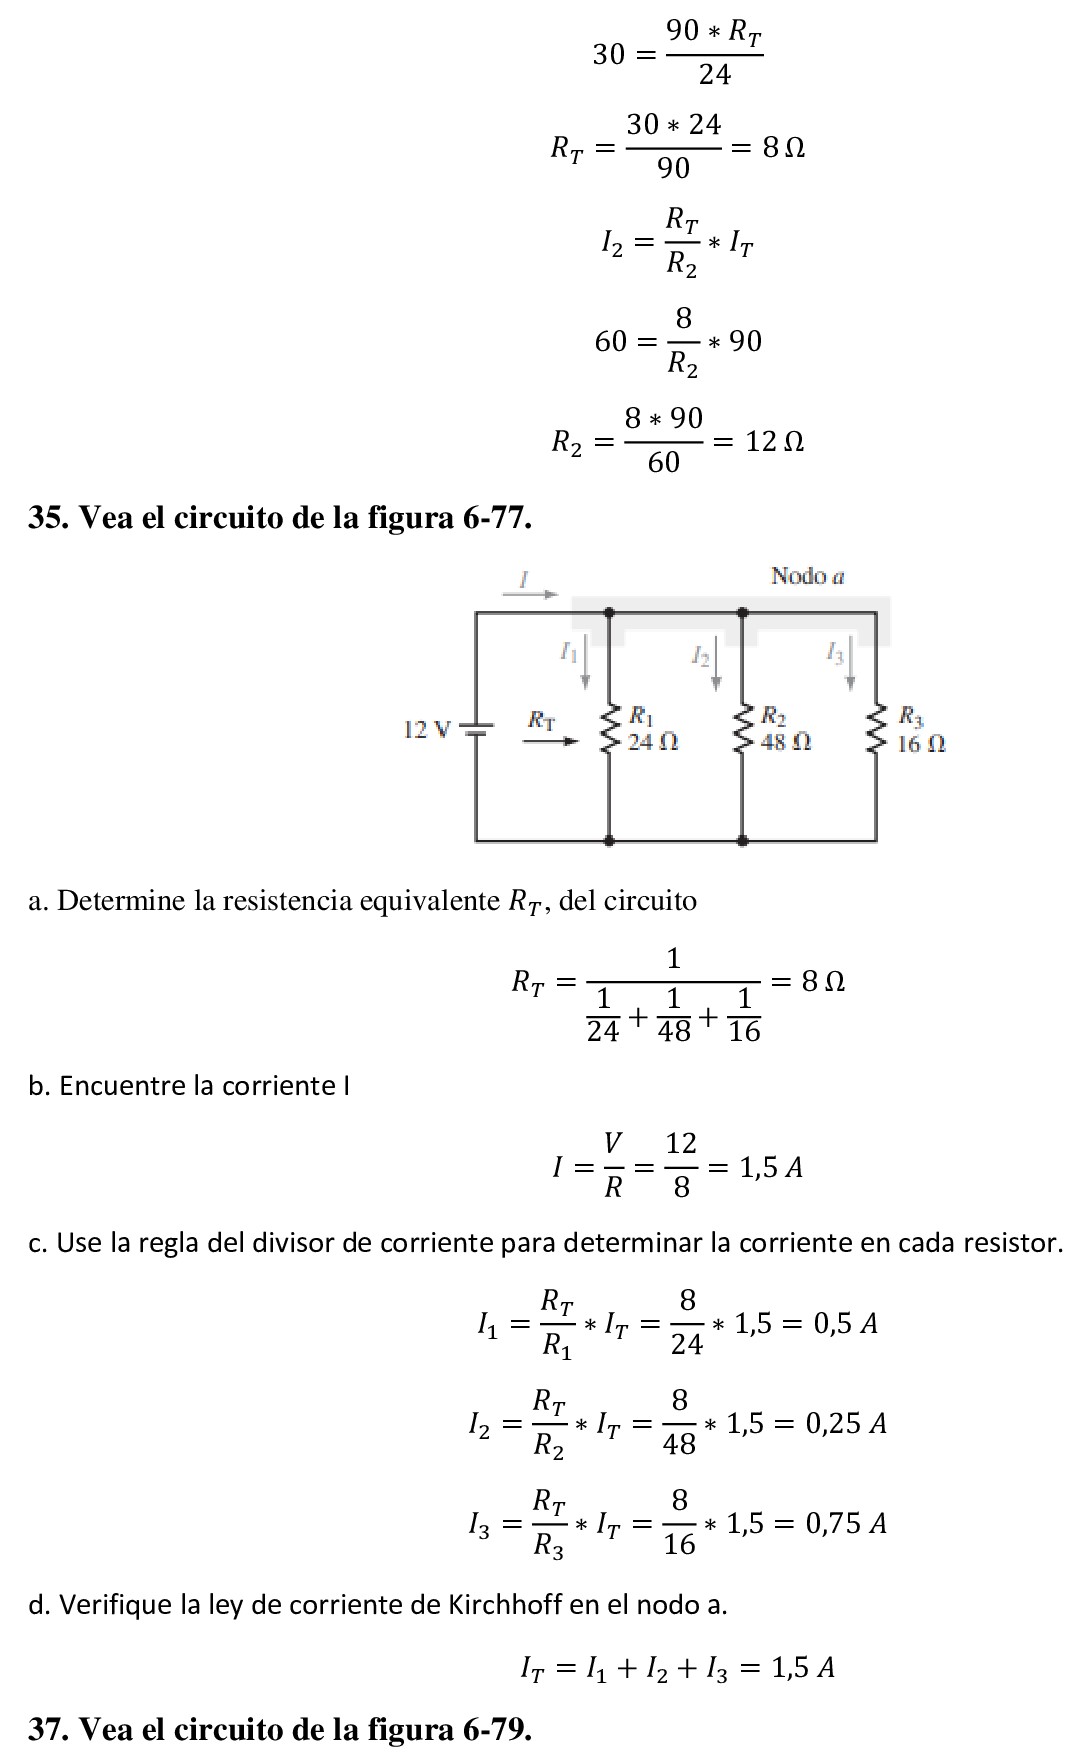 30 = 90 ∗ R_T / 24
R_T = 30 ∗ 24 / 90 = 8 Ω
I_2 = R_T / R_2 ∗ I_T
60 = 8 / R_2 ∗ 90
R_2 = 8 ∗ 90 / 60 = 12 Ω
35. Vea el circuito de la figura 6-77.
I
Nodo a
I_1 I_2 I_3
12 V
R_T
R_1 24 Ω
R_2 48 Ω
R_3 16 Ω
a. Determine la resistencia equivalente R_T, del circuito
R_T = 1 / (1/24 + 1/48 + 1/16) = 8 Ω
b. Encuentre la corriente I
I = V / R = 12 / 8 = 1,5 A
c. Use la regla del divisor de corriente para determinar la corriente en cada resistor.
I_1 = R_T / R_1 ∗ I_T = 8 / 24 ∗ 1,5 = 0,5 A
I_2 = R_T / R_2 ∗ I_T = 8 / 48 ∗ 1,5 = 0,25 A
I_3 = R_T / R_3 ∗ I_T = 8 / 16 ∗ 1,5 = 0,75 A
d. Verifique la ley de corriente de Kirchhoff en el nodo a.
I_T = I_1 + I_2 + I_3 = 1,5 A
37. Vea el circuito de la figura 6-79.